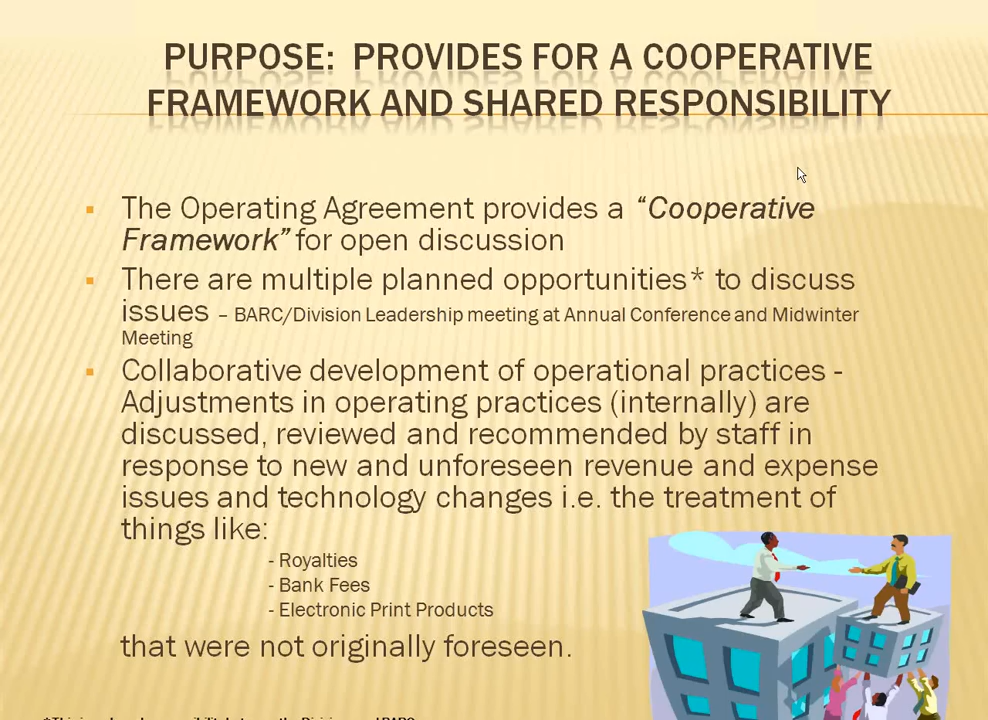 PURPOSE: PROVIDES FOR A COOPERATIVE
FRAMEWORK AND SHARED RESPONSIBILITY
▪ The Operating Agreement provides a “Cooperative
Framework” for open discussion
▪ There are multiple planned opportunities* to discuss
issues – BARC/Division Leadership meeting at Annual Conference and Midwinter
Meeting
▪ Collaborative development of operational practices -
Adjustments in operating practices (internally) are
discussed, reviewed and recommended by staff in
response to new and unforeseen revenue and expense
issues and technology changes i.e. the treatment of
things like:
- Royalties
- Bank Fees
- Electronic Print Products
that were not originally foreseen.